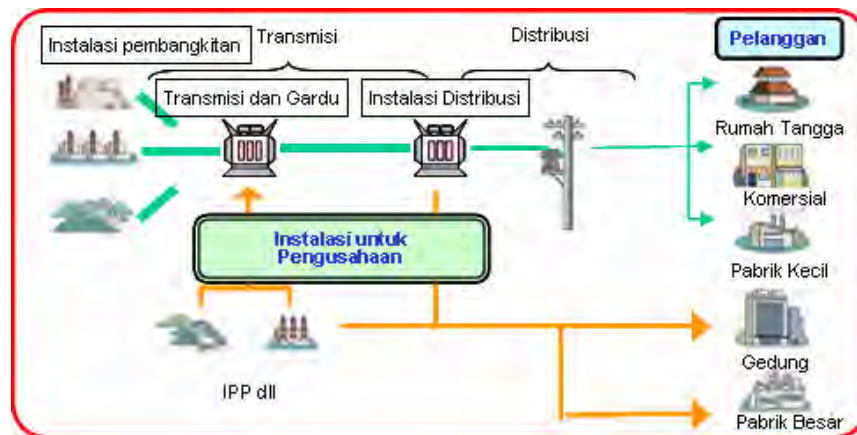 Instalasi pembangkitan
Transmisi
Distribusi
Pelanggan
Transmisi dan Gardu
Instalasi Distribusi
Rumah Tangga
Komersial
Instalasi untuk
Pengusahaan
Pabrik Kecil
Gedung
IPP dll
Pabrik Besar